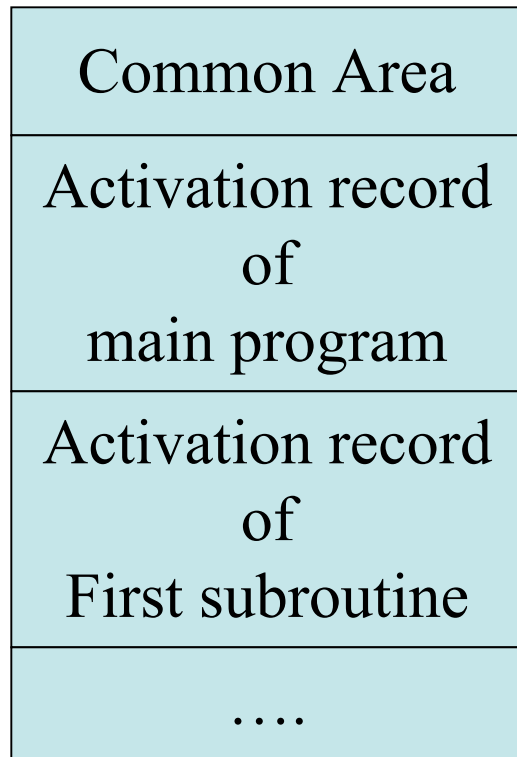 Common Area
Activation record
of
main program
Activation record
of
First subroutine
….